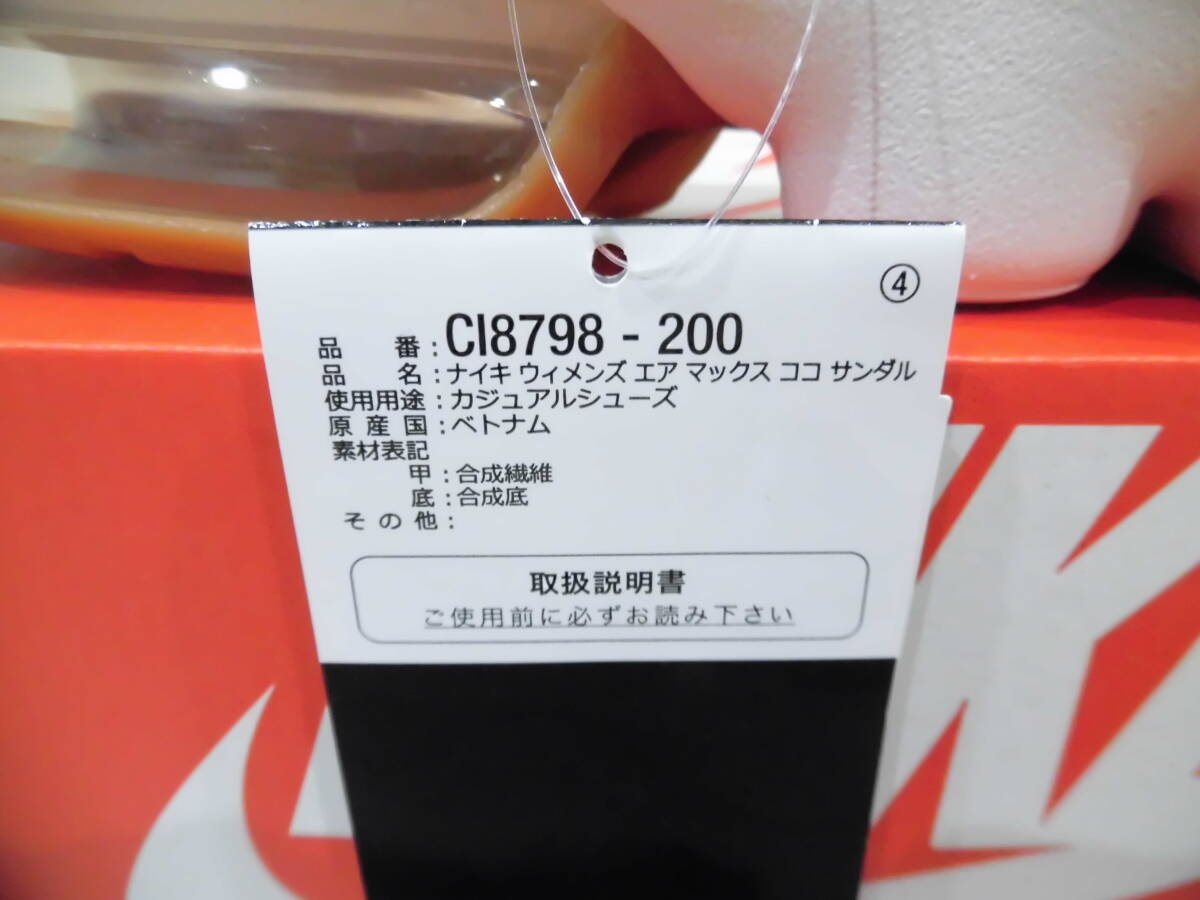 ④
品 番 : CI8798 - 200
品 名 : ナイキ ウィメンズ エア マックス ココ サンダル
使用用途 : カジュアルシューズ
原 産 国 : ベトナム
素材表記
甲 : 合成繊維
底 : 合成底
そ の 他 :
取扱説明書
ご使用前に必ずお読み下さい